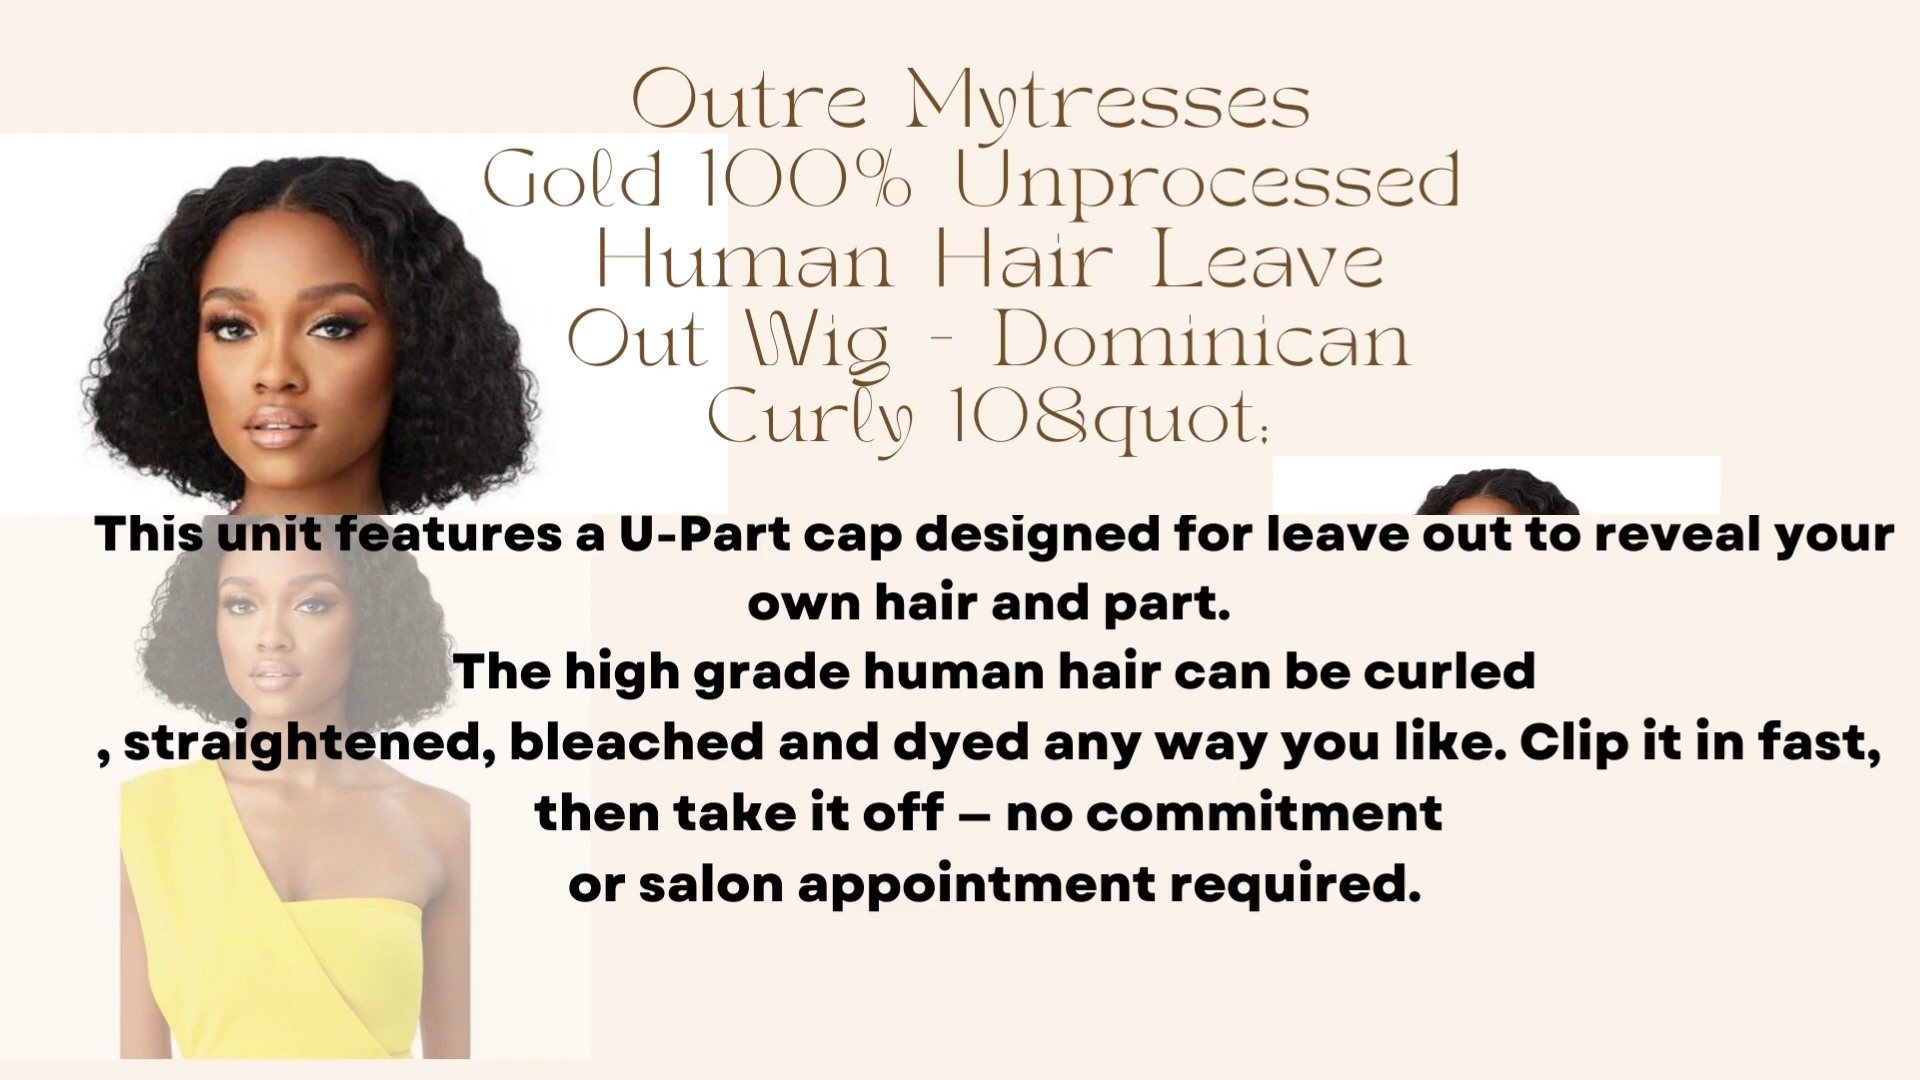 Outre Mytresses
Gold 100% Unprocessed
Human Hair Leave
Out Wig - Dominican
Curly 10&quot;
This unit features a U-Part cap designed for leave out to reveal your
own hair and part.
The high grade human hair can be curled
, straightened, bleached and dyed any way you like. Clip it in fast,
then take it off – no commitment
or salon appointment required.